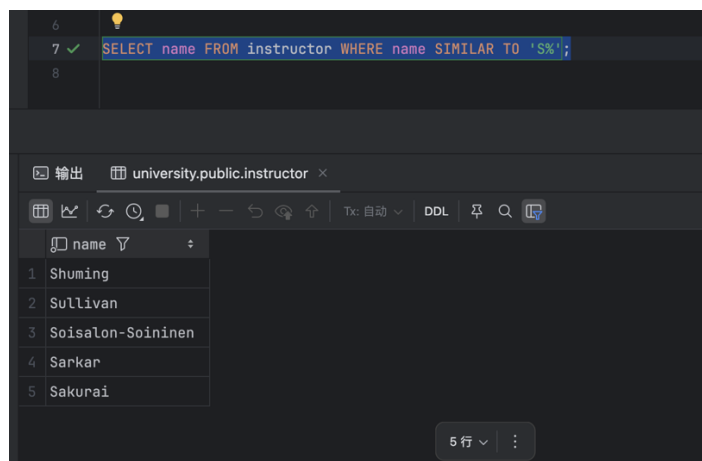 6
7 SELECT name FROM instructor WHERE name SIMILAR TO 'S%';
8
输出 university.public.instructor ×
Tx: 自动 DDL
name
1 Shuming
2 Sullivan
3 Soisalon-Soininen
4 Sarkar
5 Sakurai
5 行